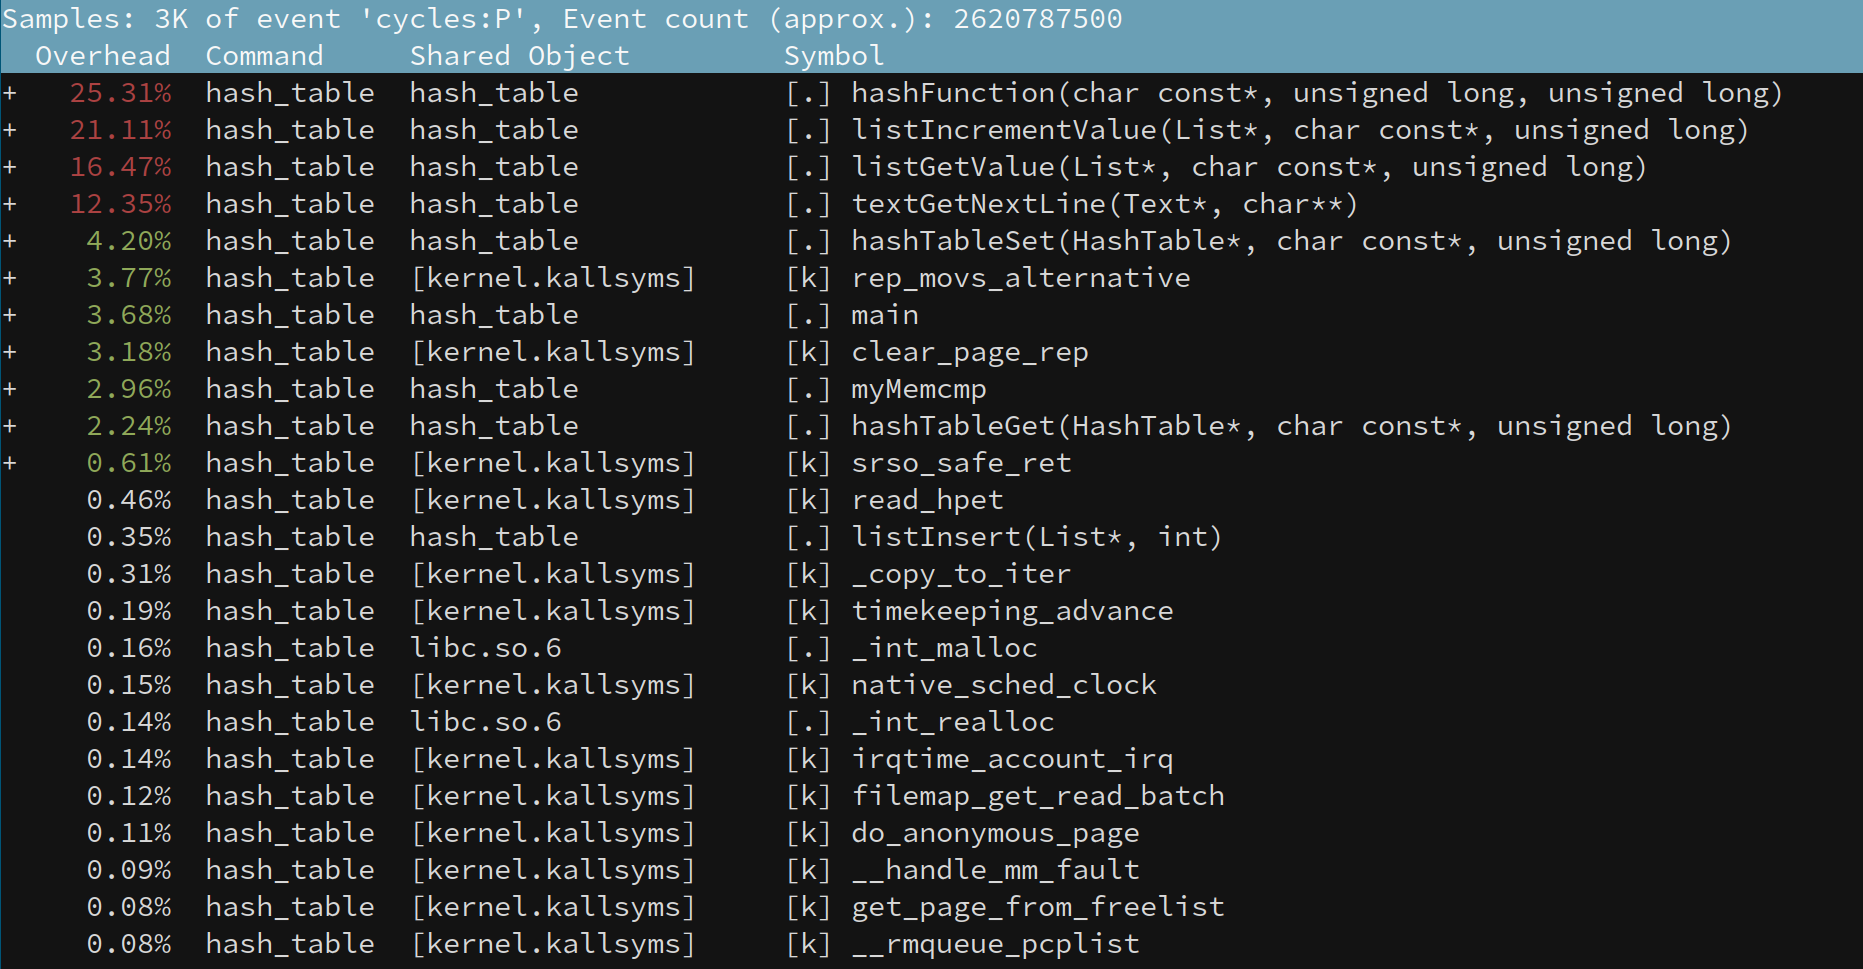 Samples: 3K of event 'cycles:P', Event count (approx.): 2620787500
Overhead  Command  Shared Object  Symbol
+ 25.31%  hash_table  hash_table  [.] hashFunction(char const*, unsigned long, unsigned long)
+ 21.11%  hash_table  hash_table  [.] listIncrementValue(List*, char const*, unsigned long)
+ 16.47%  hash_table  hash_table  [.] listGetValue(List*, char const*, unsigned long)
+ 12.35%  hash_table  hash_table  [.] textGetNextLine(Text*, char**)
+ 4.20%  hash_table  hash_table  [.] hashTableSet(HashTable*, char const*, unsigned long)
+ 3.77%  hash_table  [kernel.kallsyms]  [k] rep_movs_alternative
+ 3.68%  hash_table  hash_table  [.] main
+ 3.18%  hash_table  [kernel.kallsyms]  [k] clear_page_rep
+ 2.96%  hash_table  hash_table  [.] myMemcmp
+ 2.24%  hash_table  hash_table  [.] hashTableGet(HashTable*, char const*, unsigned long)
+ 0.61%  hash_table  [kernel.kallsyms]  [k] srso_safe_ret
0.46%  hash_table  [kernel.kallsyms]  [k] read_hpet
0.35%  hash_table  hash_table  [.] listInsert(List*, int)
0.31%  hash_table  [kernel.kallsyms]  [k] _copy_to_iter
0.19%  hash_table  [kernel.kallsyms]  [k] timekeeping_advance
0.16%  hash_table  libc.so.6  [.] _int_malloc
0.15%  hash_table  [kernel.kallsyms]  [k] native_sched_clock
0.14%  hash_table  libc.so.6  [.] _int_realloc
0.14%  hash_table  [kernel.kallsyms]  [k] irqtime_account_irq
0.12%  hash_table  [kernel.kallsyms]  [k] filemap_get_read_batch
0.11%  hash_table  [kernel.kallsyms]  [k] do_anonymous_page
0.09%  hash_table  [kernel.kallsyms]  [k] __handle_mm_fault
0.08%  hash_table  [kernel.kallsyms]  [k] get_page_from_freelist
0.08%  hash_table  [kernel.kallsyms]  [k] __rmqueue_pcplist